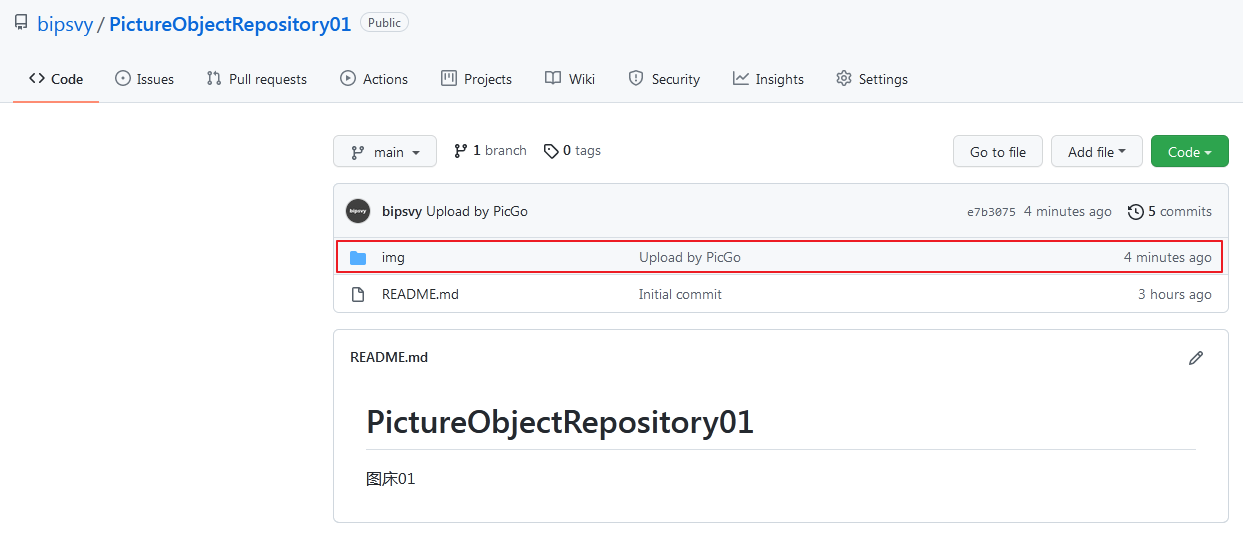 bipsvy / PictureObjectRepository01 Public
Code Issues Pull requests Actions Projects Wiki Security Insights Settings
main 1 branch 0 tags Go to file Add file Code
bipsvy bipsvy Upload by PicGo e7b3075 4 minutes ago 5 commits
img Upload by PicGo 4 minutes ago
README.md Initial commit 3 hours ago
README.md
PictureObjectRepository01
图床01